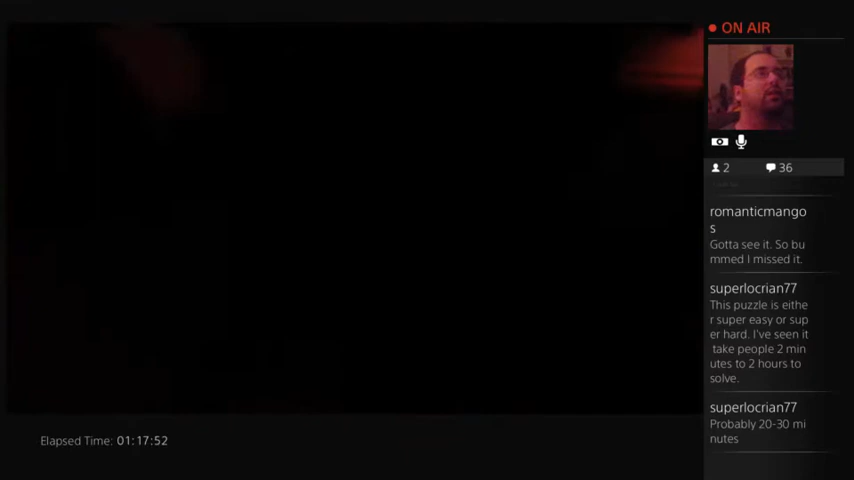 ON AIR
2
36
romanticmango
s
Gotta see it. So bu
mmed I missed it.
superlocrian77
This puzzle is eithe
r super easy or sup
er hard. I've seen it
take people 2 min
utes to 2 hours to
solve.
superlocrian77
Probably 20-30 mi
nutes
Elapsed Time: 01:17:52